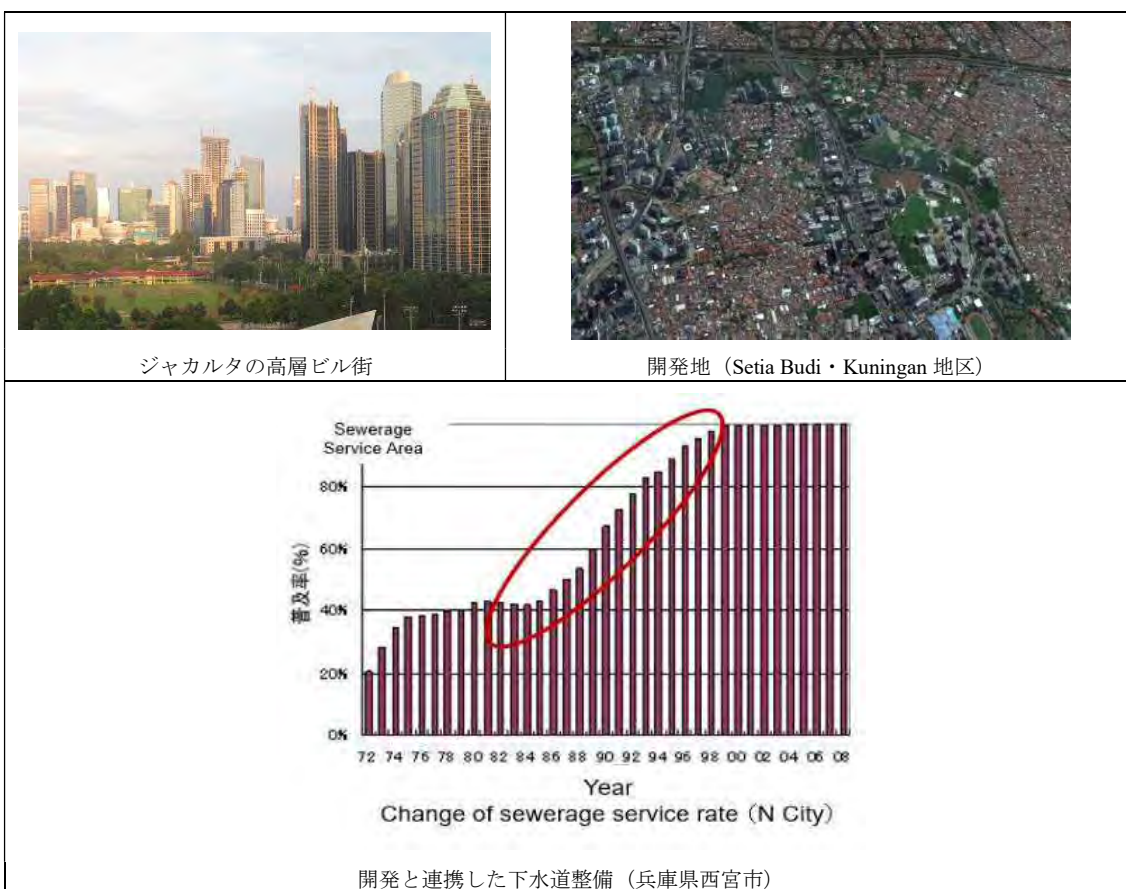 ジャカルタの高層ビル街
開発地（Setia Budi・Kuningan 地区）
Sewerage
Service Area
80%
60%
40%
20%
0%
普及率(%)
72 74 76 78 80 82 84 86 88 90 92 94 96 98 00 02 04 06 08
Year
Change of sewerage service rate (N City)
開発と連携した下水道整備（兵庫県西宮市）